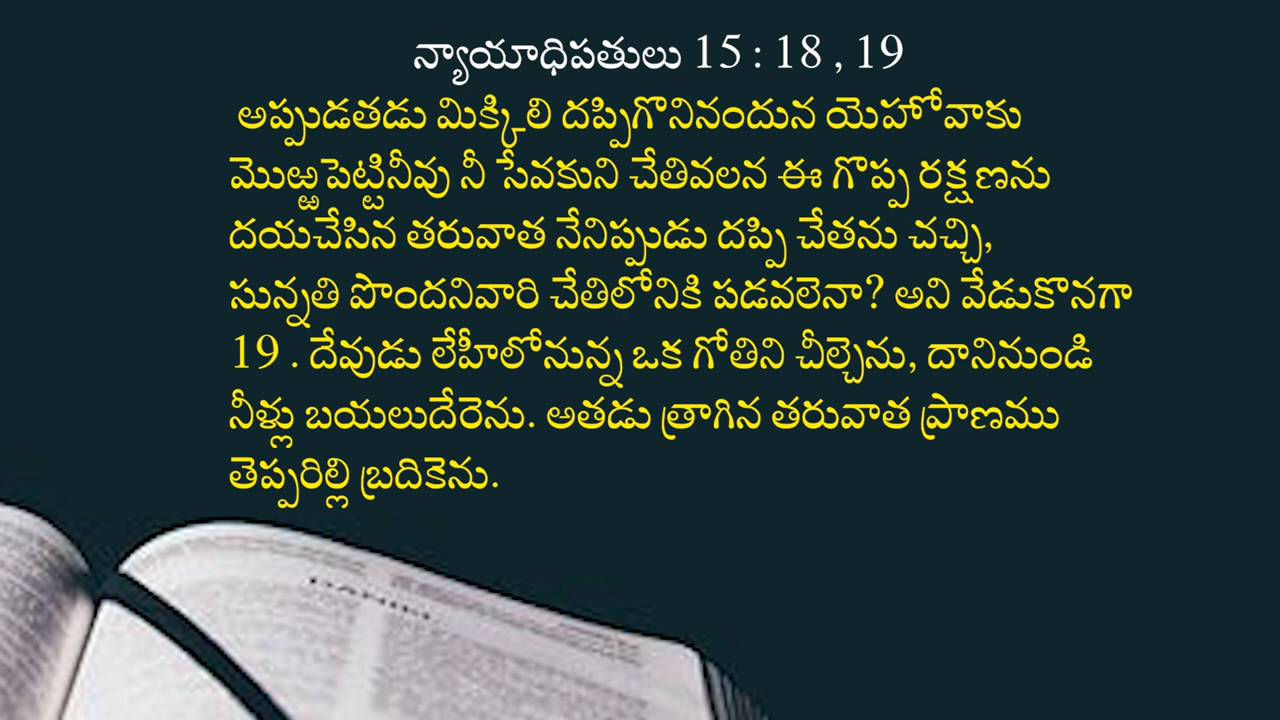 న్యాయాధిపతులు 15 : 18 , 19
అప్పుడతడు మిక్కిలి దప్పిగొనినందున యెహోవాకు
మొఱ్ఱపెట్టినీవు నీ సేవకుని చేతివలన ఈ గొప్ప రక్షణను
దయచేసిన తరువాత నేనిప్పుడు దప్పి చేతను చచ్చి,
సున్నతి పొందనివారి చేతిలోనికి పడవలెనా? అని వేడుకొనగా
19 . దేవుడు లేహీలోనున్న ఒక గోతిని చీల్చెను, దానినుండి
నీళ్లు బయలుదేరెను. అతడు త్రాగిన తరువాత ప్రాణము
తెప్పరిల్లి బ్రదికెను.